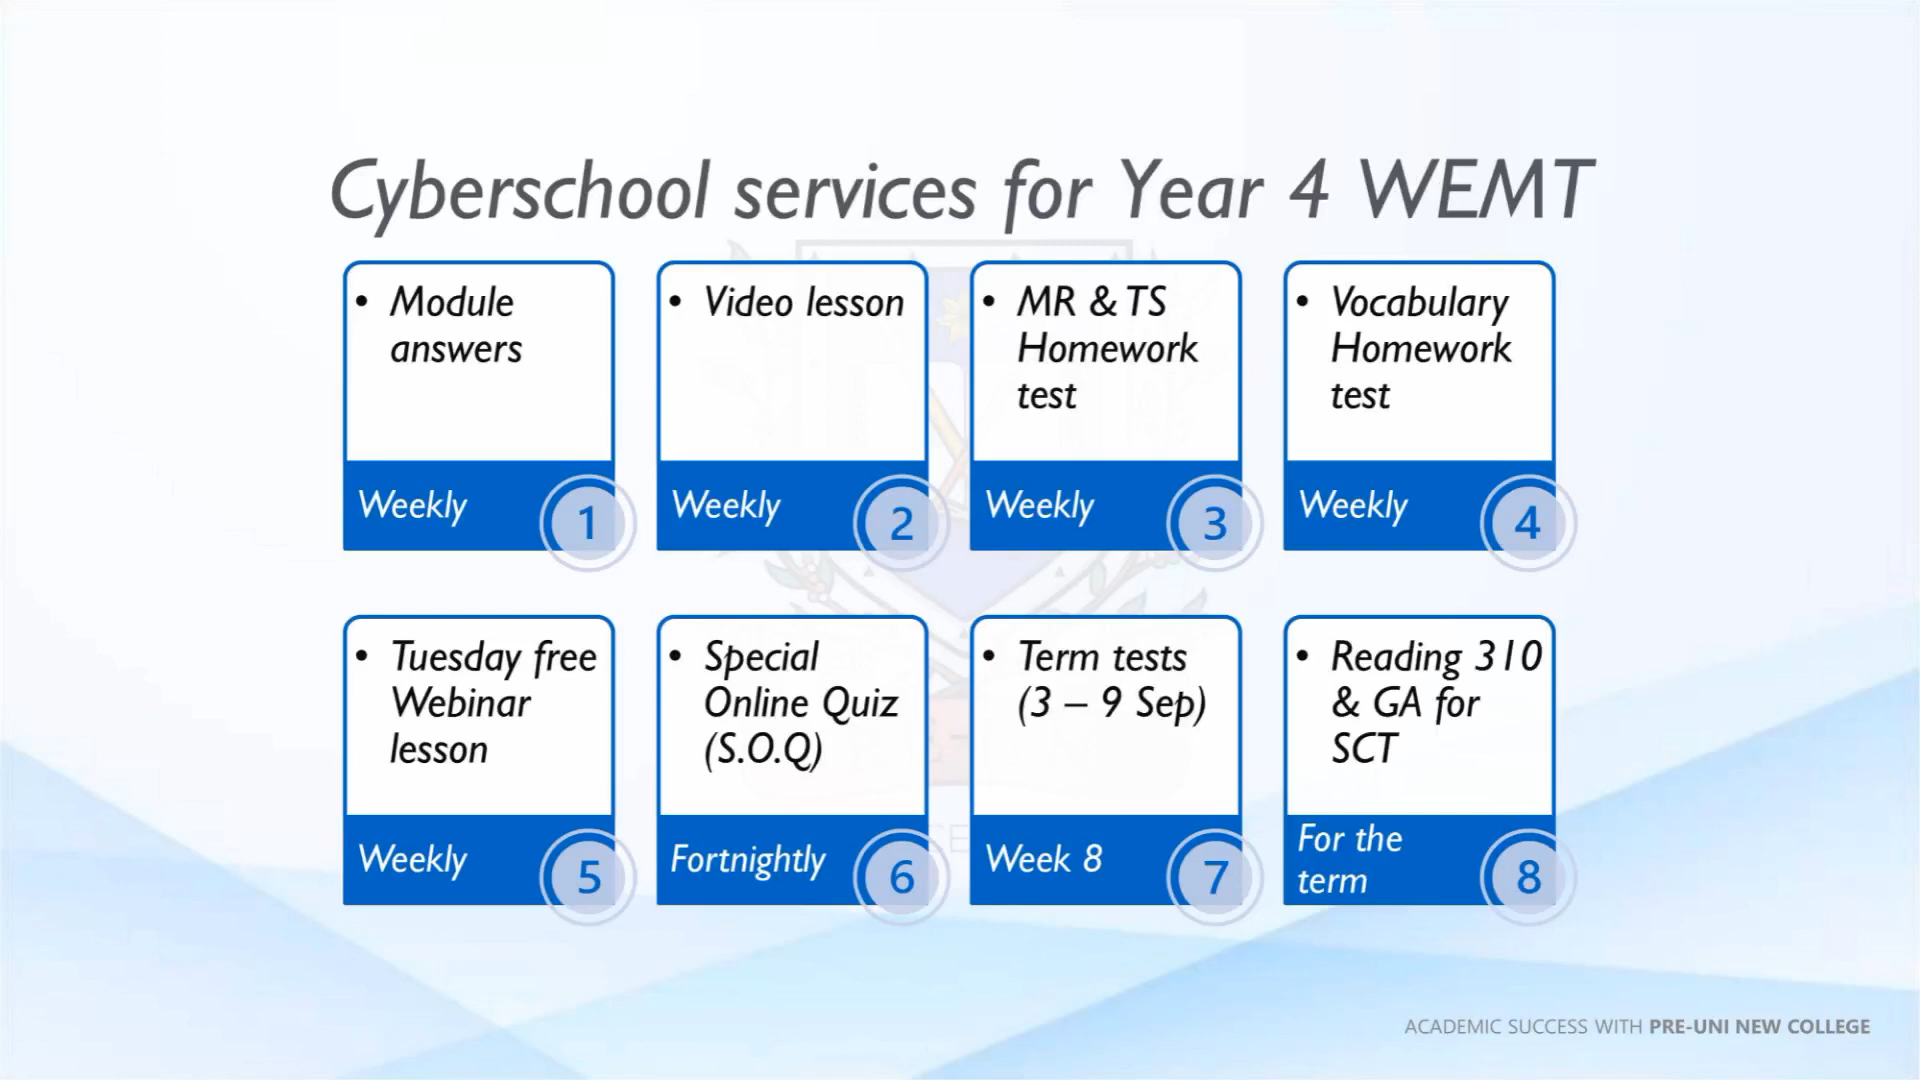 Cyberschool services for Year 4 WEMT
• Module
answers
Weekly
1
• Video lesson
Weekly
2
• MR & TS
Homework
test
Weekly
3
• Vocabulary
Homework
test
Weekly
4
• Tuesday free
Webinar
lesson
Weekly
5
• Special
Online Quiz
(S.O.Q)
Fortnightly
6
• Term tests
(3 – 9 Sep)
Week 8
7
• Reading 310
& GA for
SCT
For the
term
8
ACADEMIC SUCCESS WITH PRE-UNI NEW COLLEGE